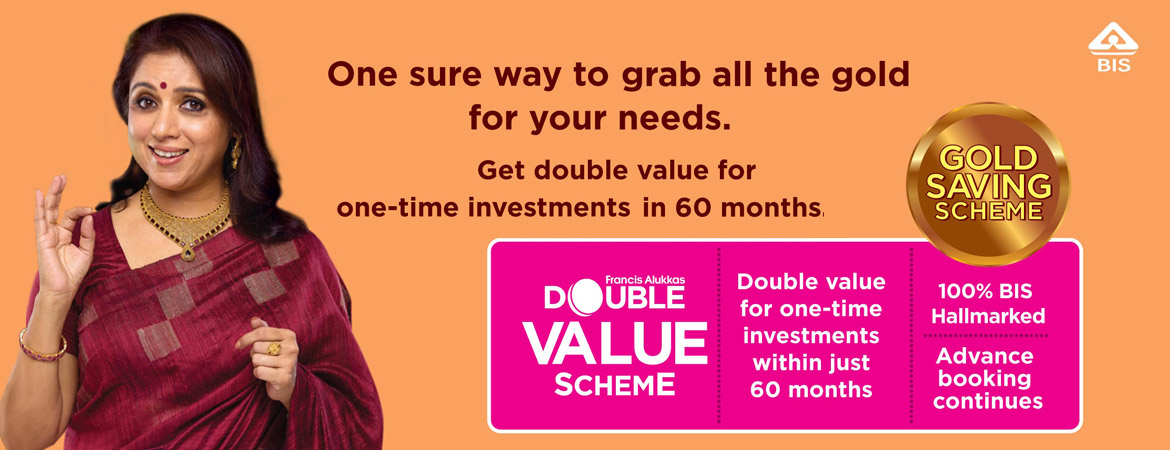 BIS
One sure way to grab all the gold
for your needs.
Get double value for
one-time investments in 60 months.
GOLD
SAVING
SCHEME
Francis Alukkas
DOUBLE
VALUE
SCHEME
Double value
for one-time
investments
within just
60 months
100% BIS
Hallmarked
Advance
booking
continues